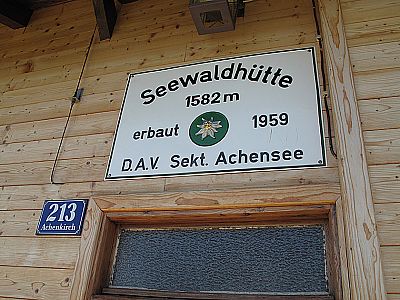 Seewaldhütte
1582 m
erbaut 1959
D.A.V. Sekt. Achensee
213
Achenkirch